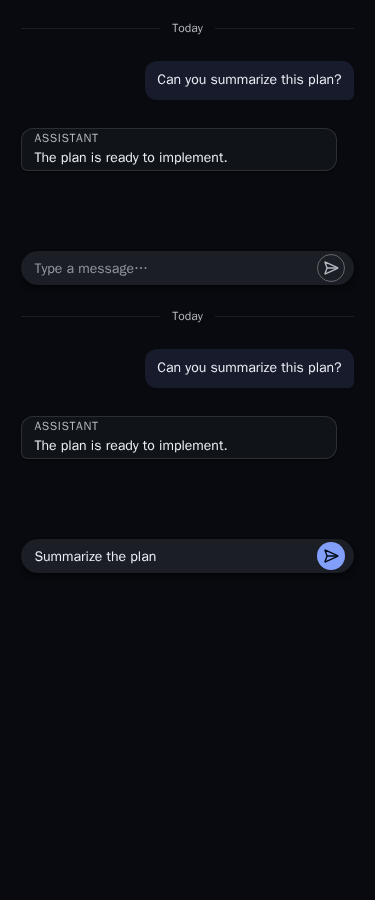 Today
Can you summarize this plan?
ASSISTANT
The plan is ready to implement.
Type a message⋯
Today
Can you summarize this plan?
ASSISTANT
The plan is ready to implement.
Summarize the plan